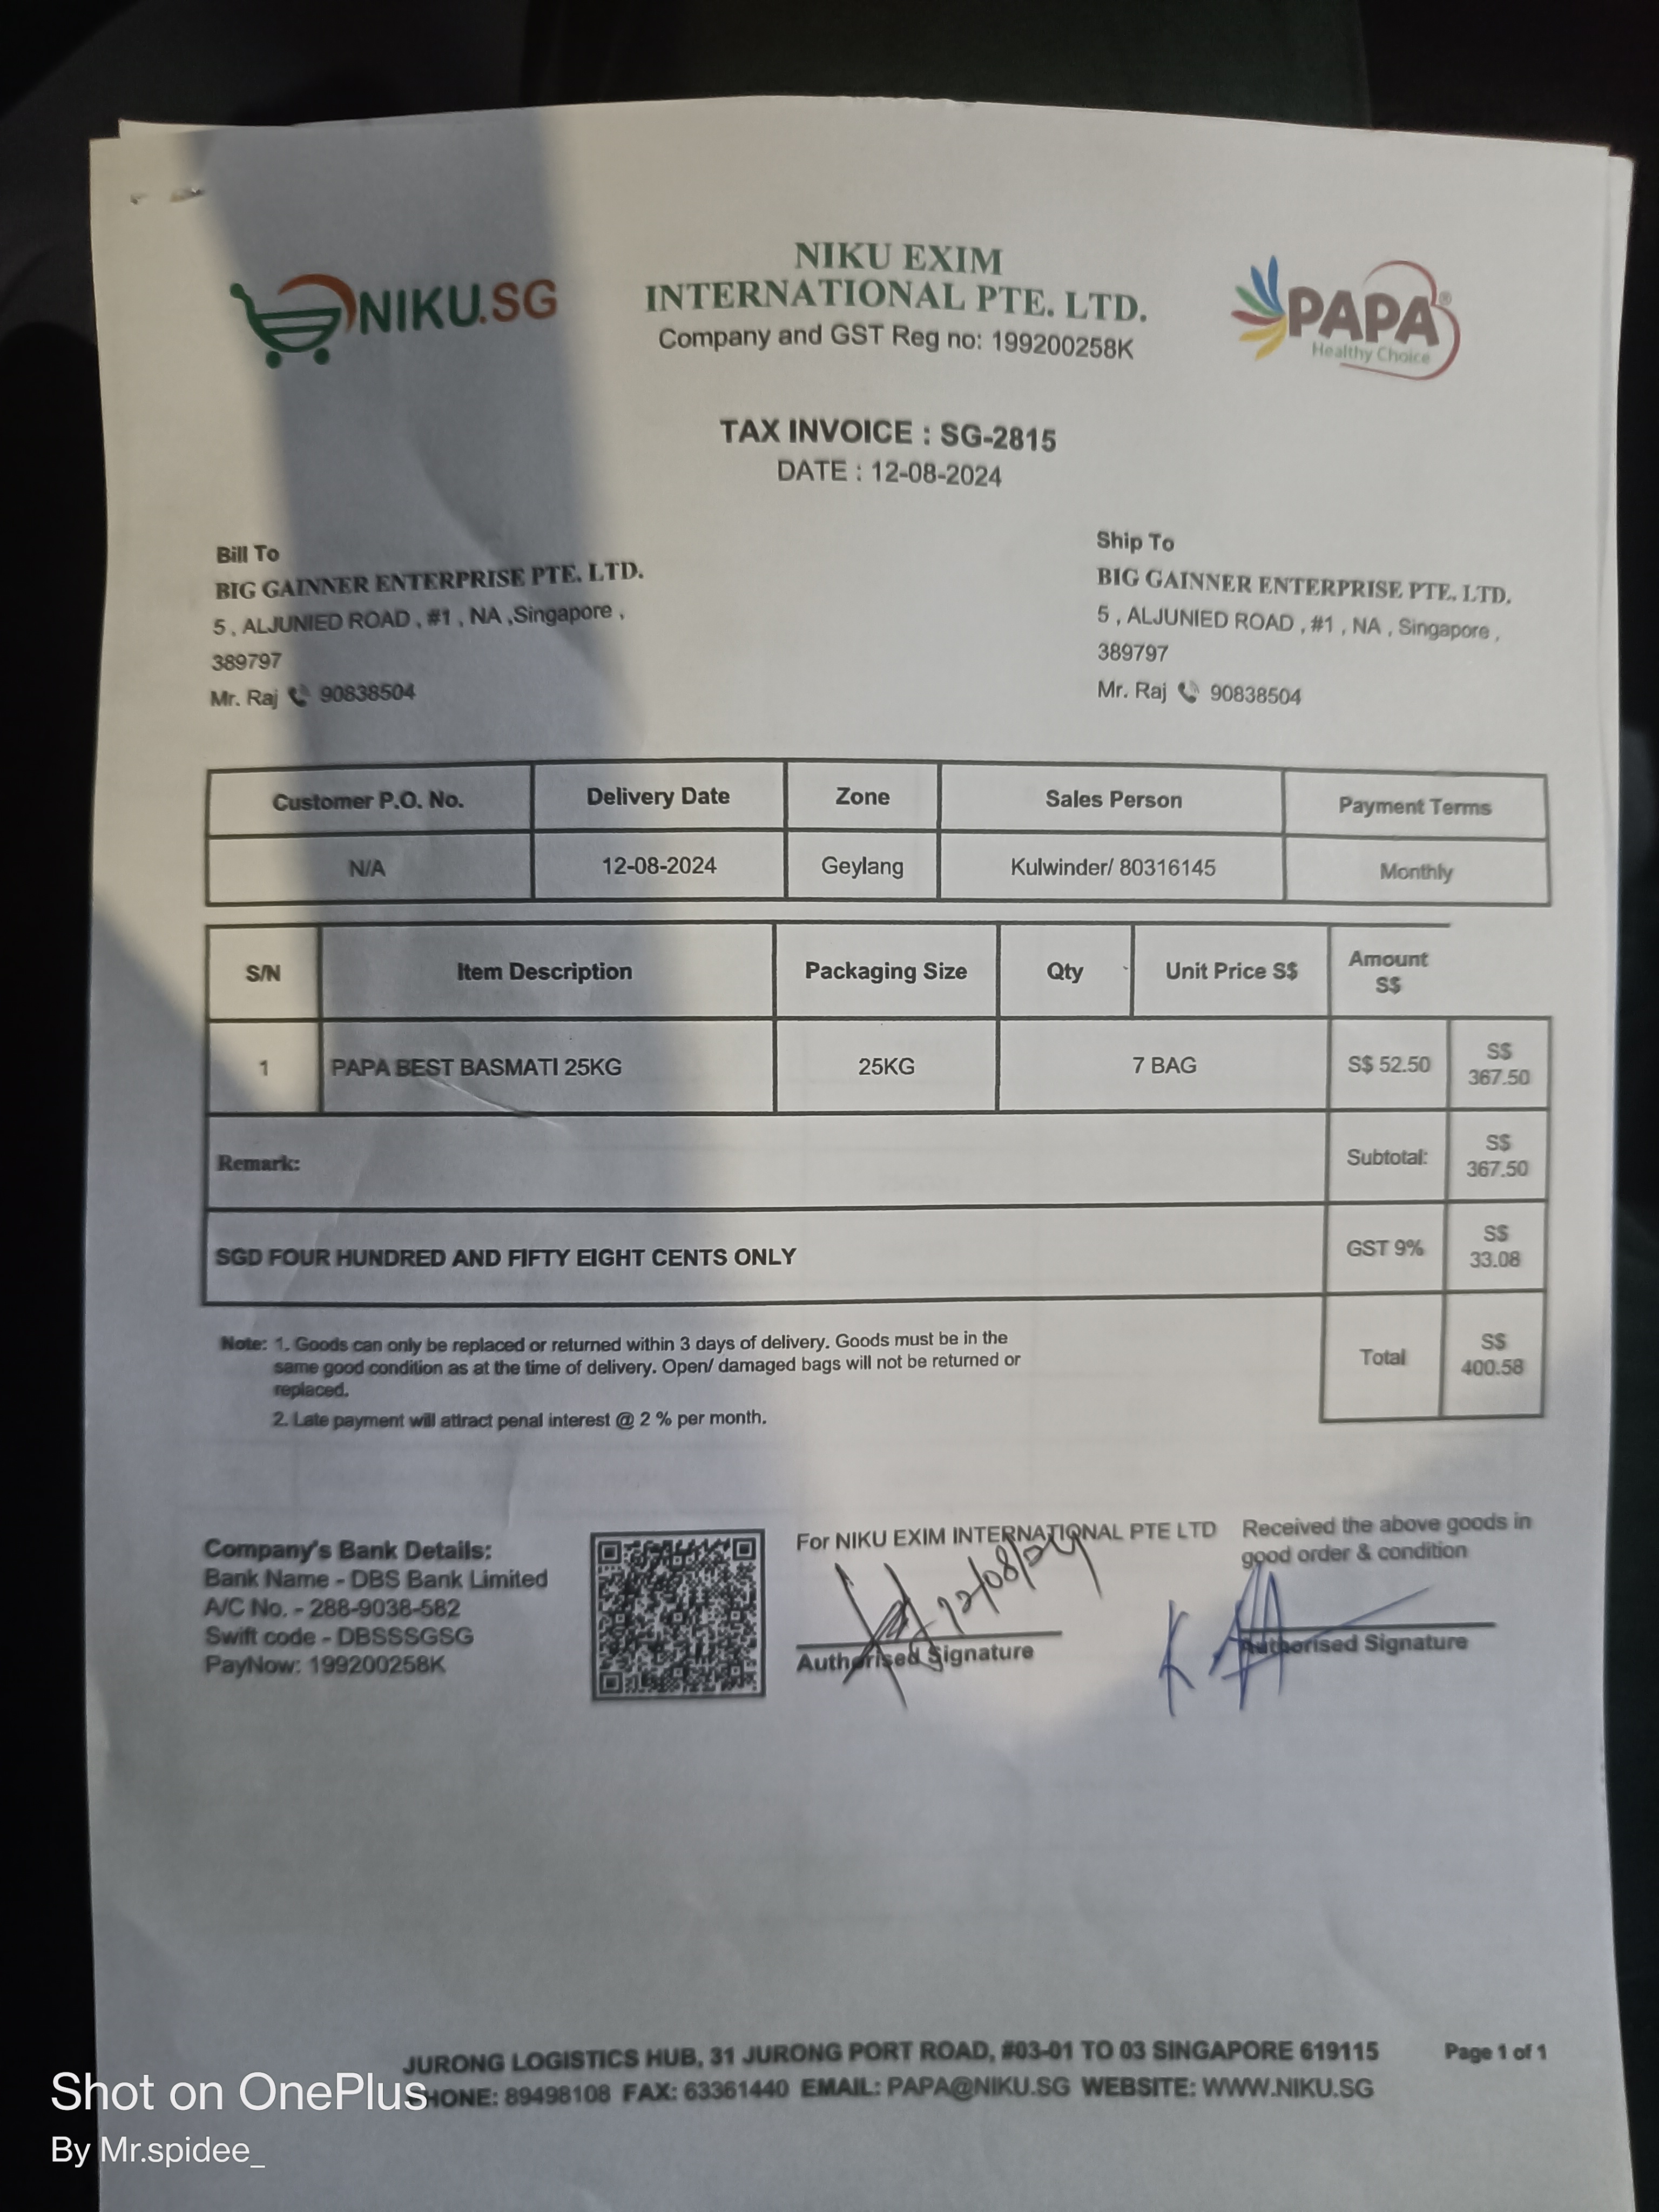 NIKU.SG
NIKU EXIM
INTERNATIONAL PTE. LTD.
Company and GST Reg no: 199200258K
PAPA®
Healthy Choice
TAX INVOICE : SG-2815
DATE : 12-08-2024
Bill To
BIG GAINNER ENTERPRISE PTE. LTD.
5 , ALJUNIED ROAD , #1 , NA ,Singapore ,
389797
Mr. Raj 90838504
Ship To
BIG GAINNER ENTERPRISE PTE. LTD.
5 , ALJUNIED ROAD , #1 , NA , Singapore ,
389797
Mr. Raj 90838504
Customer P.O. No. Delivery Date Zone Sales Person Payment Terms
N/A 12-08-2024 Geylang Kulwinder/ 80316145 Monthly
S/N Item Description Packaging Size Qty Unit Price S$ Amount S$
1 PAPA BEST BASMATI 25KG 25KG 7 BAG S$ 52.50 S$ 367.50
Remark: Subtotal: S$ 367.50
SGD FOUR HUNDRED AND FIFTY EIGHT CENTS ONLY GST 9% S$ 33.08
Total S$ 400.58
Note: 1. Goods can only be replaced or returned within 3 days of delivery. Goods must be in the
same good condition as at the time of delivery. Open/ damaged bags will not be returned or
replaced.
2. Late payment will attract penal interest @ 2 % per month.
Company's Bank Details:
Bank Name - DBS Bank Limited
A/C No. - 288-9038-582
Swift code - DBSSSGSG
PayNow: 199200258K
For NIKU EXIM INTERNATIONAL PTE LTD
12/08/24
Authorised Signature
Received the above goods in
good order & condition
Authorised Signature
JURONG LOGISTICS HUB, 31 JURONG PORT ROAD, #03-01 TO 03 SINGAPORE 619115
Page 1 of 1
HONE: 89498108 FAX: 63361440 EMAIL: PAPA@NIKU.SG WEBSITE: WWW.NIKU.SG
Shot on OnePlus
By Mr.spidee_